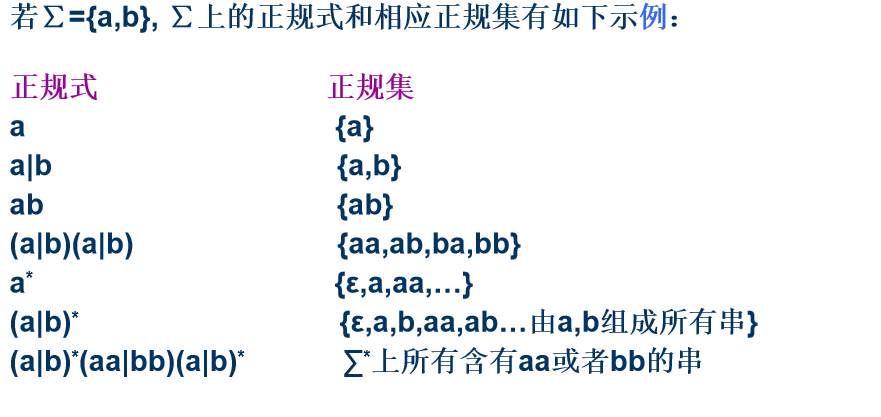 若∑={a,b}, ∑上的正规式和相应正规集有如下示例：
正规式 正规集
a {a}
a|b {a,b}
ab {ab}
(a|b)(a|b) {aa,ab,ba,bb}
a* {ε,a,aa,…}
(a|b)* {ε,a,b,aa,ab…由a,b组成所有串}
(a|b)*(aa|bb)(a|b)* ∑*上所有含有aa或者bb的串